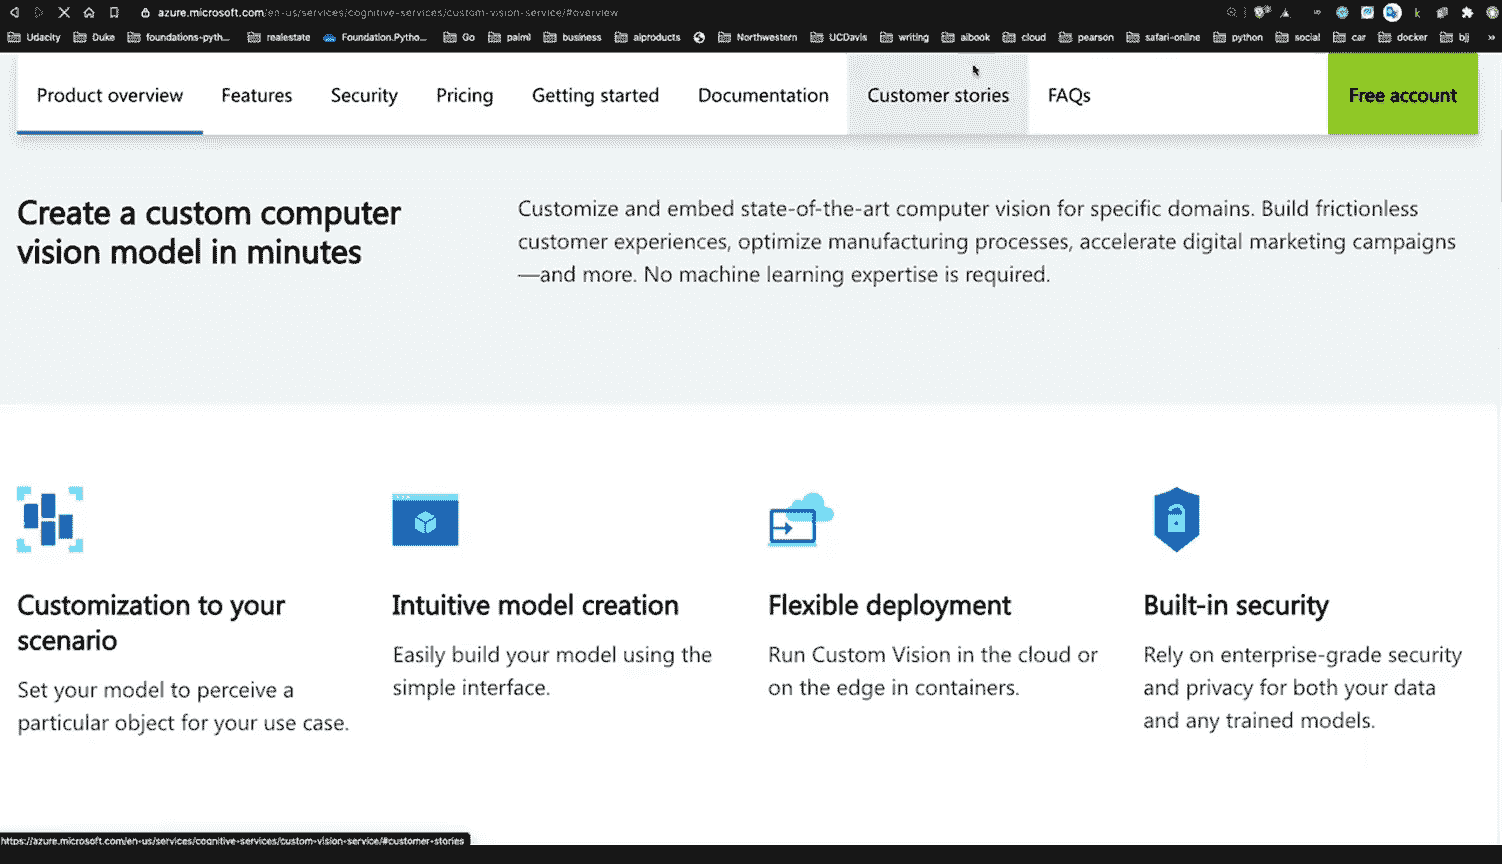 azure.microsoft.com/en-us/services/cognitive-services/custom-vision-service/#overview
Udacity Duke foundations-pyth... realestate Foundation.Pytho... Go paiml business aiproducts Northwestern UCDavis writing aibook cloud pearson safari-online python social car docker bjj »
Product overview Features Security Pricing Getting started Documentation Customer stories FAQs Free account
Create a custom computer
vision model in minutes
Customize and embed state-of-the-art computer vision for specific domains. Build frictionless
customer experiences, optimize manufacturing processes, accelerate digital marketing campaigns
—and more. No machine learning expertise is required.
Customization to your
scenario
Set your model to perceive a
particular object for your use case.
Intuitive model creation
Easily build your model using the
simple interface.
Flexible deployment
Run Custom Vision in the cloud or
on the edge in containers.
Built-in security
Rely on enterprise-grade security
and privacy for both your data
and any trained models.
https://azure.microsoft.com/en-us/services/cognitive-services/custom-vision-service/#customer-stories